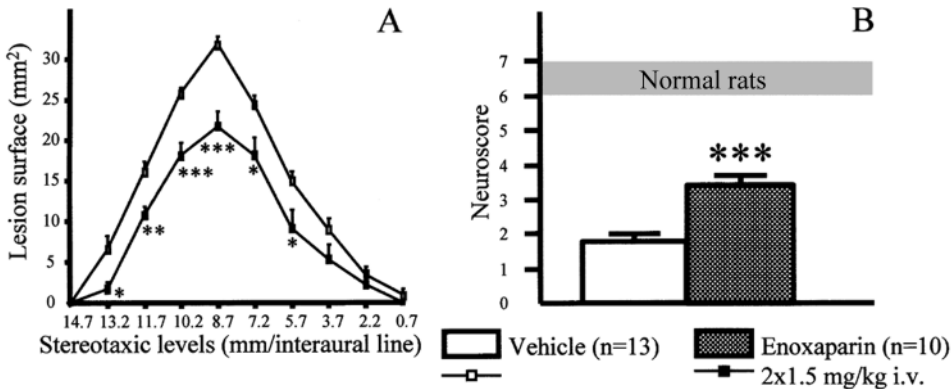 A
Lesion surface (mm²)
30
25
20
15
10
5
0
***
***
*
**
*
*
14.7 13.2 11.7 10.2 8.7 7.2 5.7 3.7 2.2 0.7
Stereotaxic levels (mm/interaural line)
B
Neuroscore
7
6
5
4
3
2
1
0
Normal rats
***
Vehicle (n=13)
Enoxaparin (n=10)
2x1.5 mg/kg i.v.